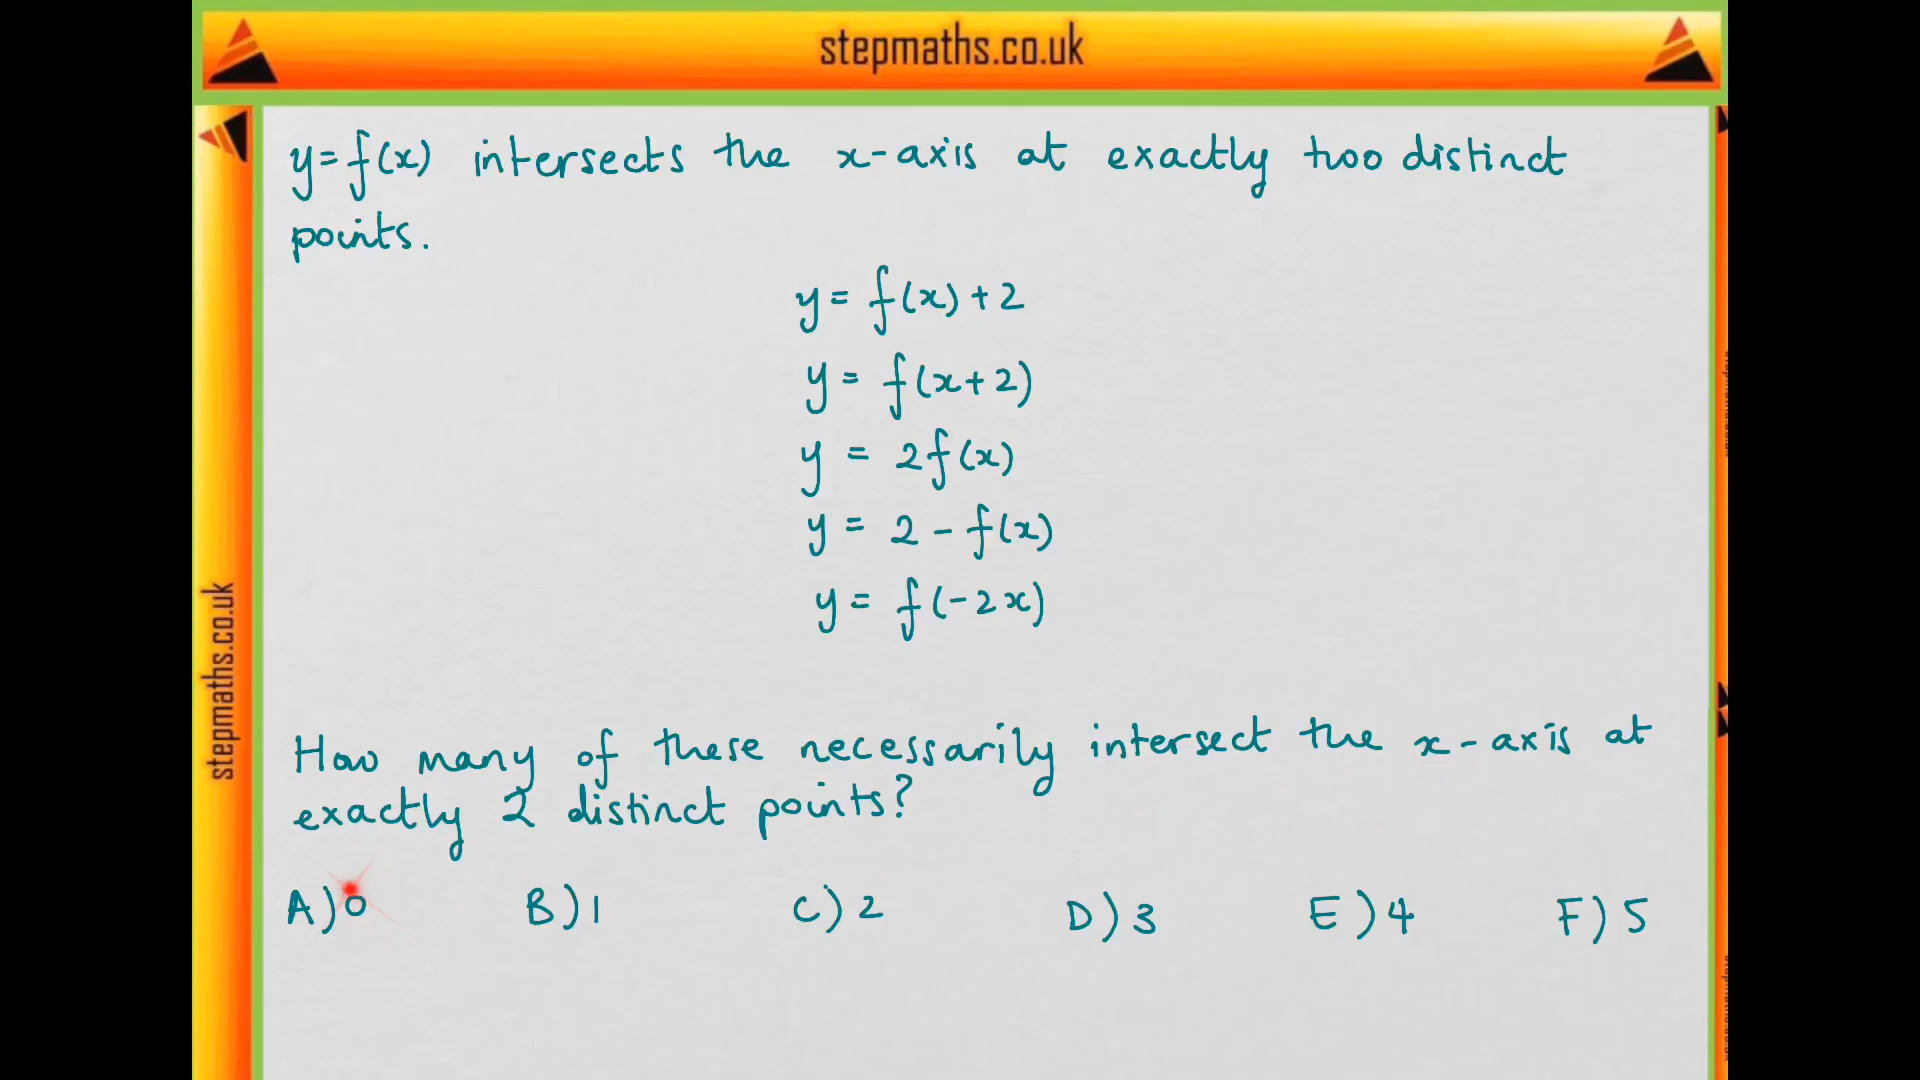 stepmaths.co.uk
y=f(x) intersects the x-axis at exactly two distinct
points.
y = f(x) + 2
y = f(x+2)
y = 2f(x)
y = 2 - f(x)
y = f(-2x)
stepmaths.co.uk
How many of these necessarily intersect the x-axis at
exactly 2 distinct points?
A) 0 B) 1 C) 2 D) 3 E) 4 F) 5